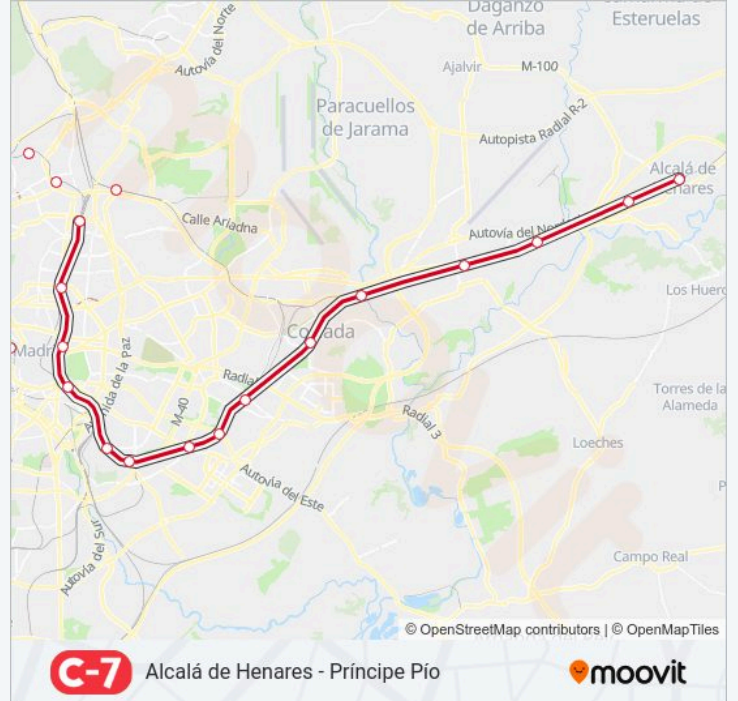 Daganzo
de Arriba
Esteruelas
Autovía del Norte
Ajalvir
M-100
Paracuellos
de Jarama
Autopista Radial R-2
Alcalá de
Henares
Calle Ariadna
Autovía del Nord
Los Huero
Coslada
Madr
Avenida de la Paz
M-40
Radial
Radial 3
Torres de la
Alameda
Loeches
Autovía del Este
Autovía del Sur
Campo Real
© OpenStreetMap contributors | © OpenMapTiles
C-7
Alcalá de Henares - Príncipe Pío
moovit